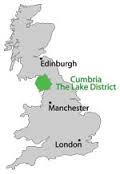 Edinburgh
Cumbria
The Lake District
Manchester
London